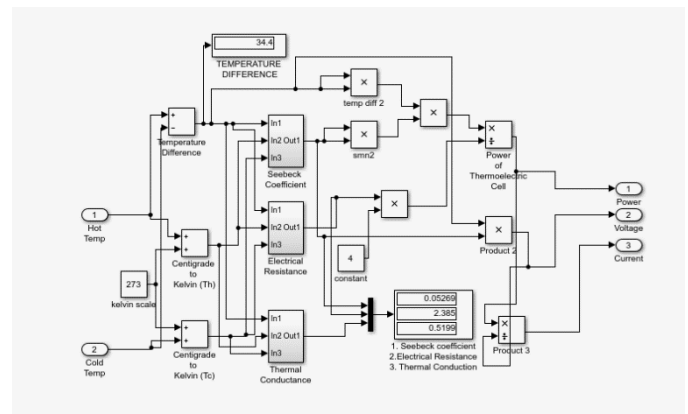 34.4
TEMPERATURE
DIFFERENCE
×
temp diff 2
×
+
−
Temperature
Difference
In1
In2 Out1
In3
Seebeck
Coefficient
×
smn2
×
÷
Power
of
Thermoelectric
Cell
1
Power
2
Voltage
3
Current
1
Hot
Temp
In1
In2 Out1
In3
Electrical
Resistance
×
4
constant
×
Product 2
+
+
Centigrade
to
Kelvin (Th)
273
kelvin scale
0.05269
2.385
0.5199
1. Seebeck coefficient
2.Electrical Resistance
3. Thermal Conduction
×
÷
Product 3
2
Cold
Temp
+
+
Centigrade
to
Kelvin (Tc)
In1
In2 Out1
In3
Thermal
Conductance